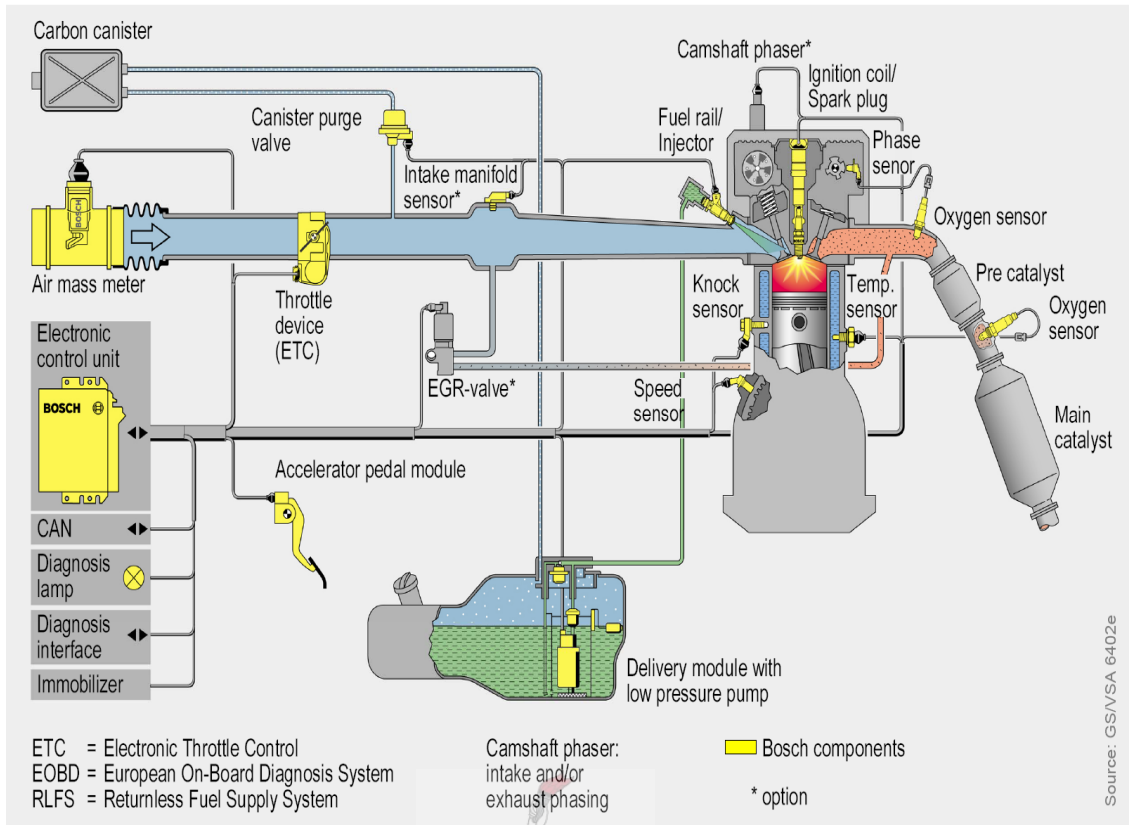 Carbon canister
Camshaft phaser*
Ignition coil/
Spark plug
Canister purge
valve
Fuel rail/
Injector
Phase
senor
Intake manifold
sensor*
BOSCH
Oxygen sensor
Air mass meter
Throttle
device
(ETC)
Knock
sensor
Temp.
sensor
Pre catalyst
Oxygen
sensor
Electronic
control unit
BOSCH
EGR-valve*
Speed
sensor
Main
catalyst
Accelerator pedal module
CAN
Diagnosis
lamp
Diagnosis
interface
Immobilizer
Delivery module with
low pressure pump
ETC = Electronic Throttle Control
EOBD = European On-Board Diagnosis System
RLFS = Returnless Fuel Supply System
Camshaft phaser:
intake and/or
exhaust phasing
Bosch components
* option
Source: GS/VSA 6402e